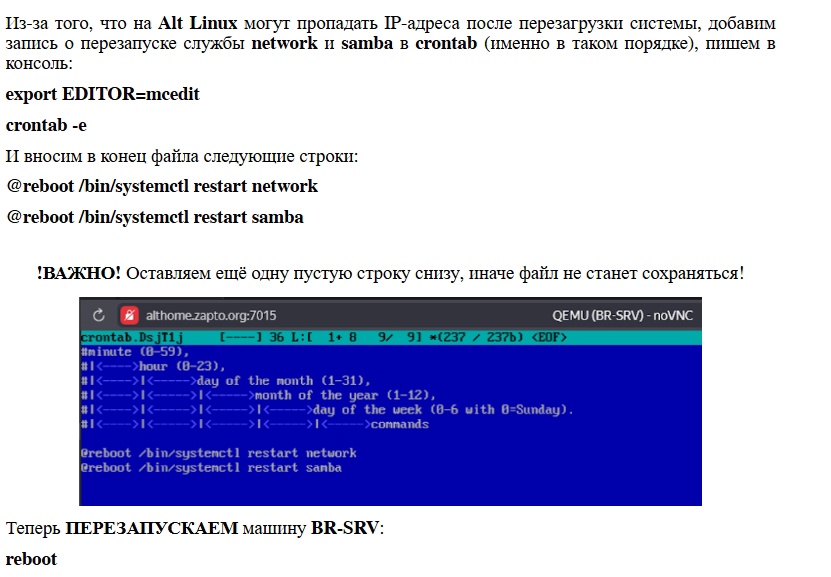 Из-за того, что на Alt Linux могут пропадать IP-адреса после перезагрузки системы, добавим
запись о перезапуске службы network и samba в crontab (именно в таком порядке), пишем в
консоль:
export EDITOR=mcedit
crontab -e
И вносим в конец файла следующие строки:
@reboot /bin/systemctl restart network
@reboot /bin/systemctl restart samba
!ВАЖНО! Оставляем ещё одну пустую строку снизу, иначе файл не станет сохраняться!
althome.zapto.org:7015 QEMU (BR-SRV) - noVNC
crontab.DsjT1j [----] 36 L:[ 1+ 8 9/ 9] *(237 / 237b) <EOF>
#minute (0-59),
#|<---->hour (0-23),
#|<---->|<----->day of the month (1-31),
#|<---->|<----->|<----->month of the year (1-12),
#|<---->|<----->|<----->|<----->day of the week (0-6 with 0=Sunday).
#|<---->|<----->|<----->|<----->|<----->commands
@reboot /bin/systemctl restart network
@reboot /bin/systemctl restart samba
Теперь ПЕРЕЗАПУСКАЕМ машину BR-SRV:
reboot